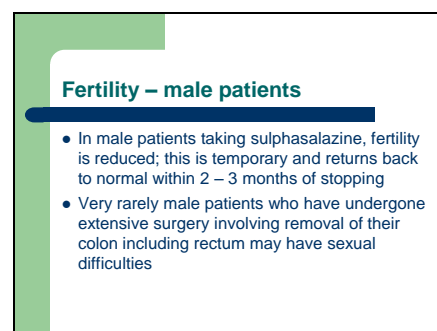 Fertility – male patients
• In male patients taking sulphasalazine, fertility
is reduced; this is temporary and returns back
to normal within 2 – 3 months of stopping
• Very rarely male patients who have undergone
extensive surgery involving removal of their
colon including rectum may have sexual
difficulties